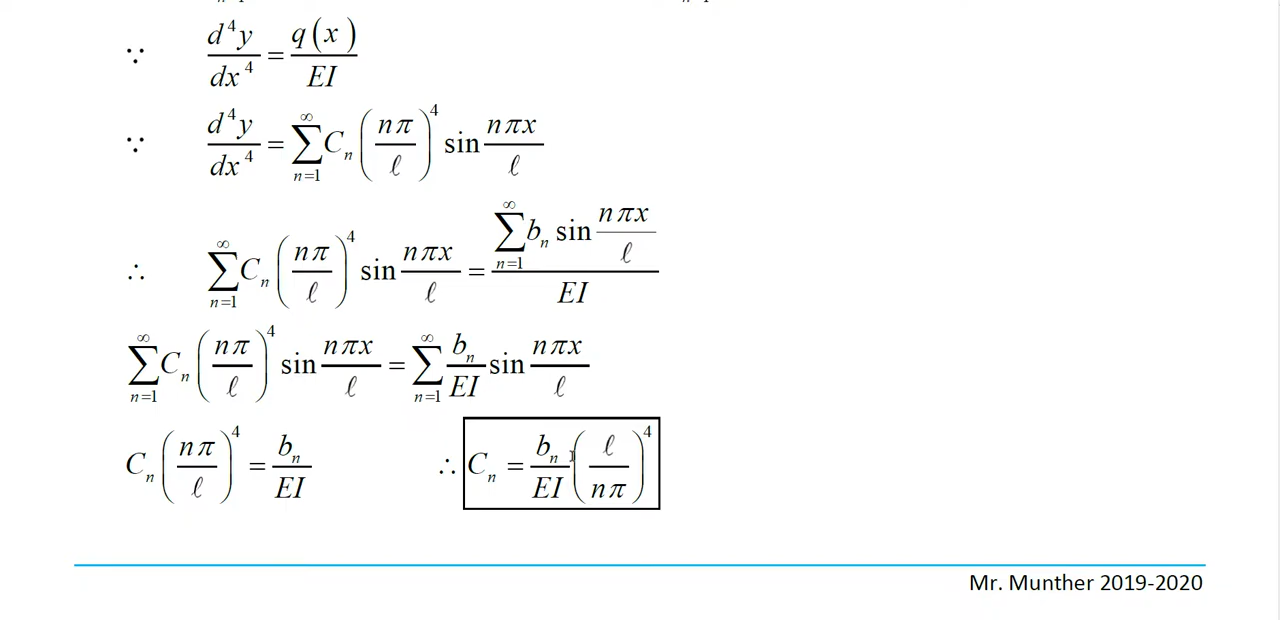 ∵ d⁴y/dx⁴ = q(x)/EI
∵ d⁴y/dx⁴ = ∑_{n=1}^{∞} C_n (nπ/ℓ)⁴ sin nπx/ℓ
∴ ∑_{n=1}^{∞} C_n (nπ/ℓ)⁴ sin nπx/ℓ = (∑_{n=1}^{∞} b_n sin nπx/ℓ)/EI
∑_{n=1}^{∞} C_n (nπ/ℓ)⁴ sin nπx/ℓ = ∑_{n=1}^{∞} b_n/EI sin nπx/ℓ
C_n (nπ/ℓ)⁴ = b_n/EI ∴ C_n = b_n/EI (ℓ/nπ)⁴
Mr. Munther 2019-2020